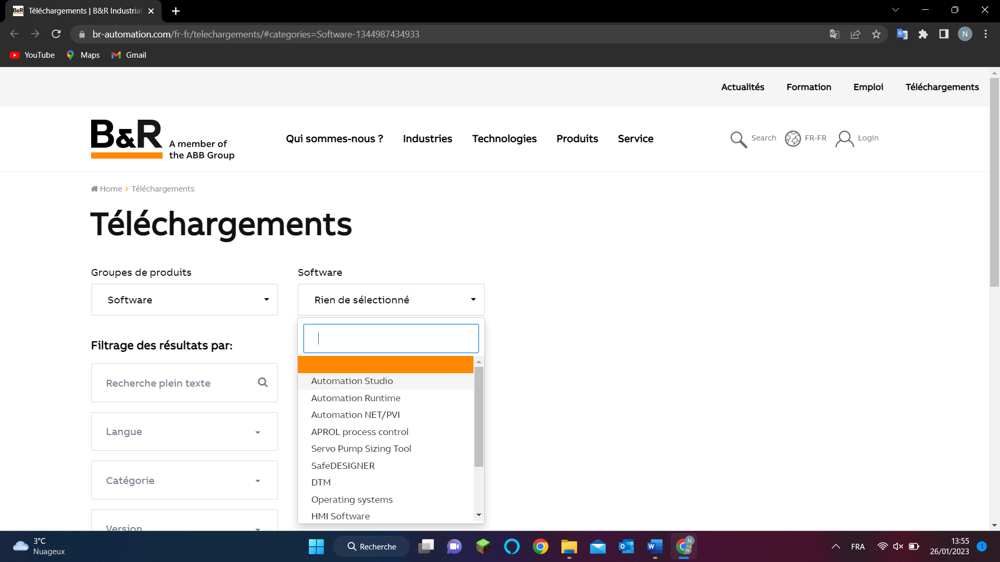 B&R
Téléchargements | B&R Industrial
br-automation.com/fr-fr/telechargements/#categories=Software-1344987434933
N
YouTube
Maps
Gmail
Actualités
Formation
Emploi
Téléchargements
B&R
A member of
the ABB Group
Qui sommes-nous ?
Industries
Technologies
Produits
Service
Search
FR-FR
Login
Home
Téléchargements
Téléchargements
Groupes de produits
Software
Software
Rien de sélectionné
Filtrage des résultats par:
Recherche plein texte
Langue
Catégorie
Version
Automation Studio
Automation Runtime
Automation NET/PVI
APROL process control
Servo Pump Sizing Tool
SafeDESIGNER
DTM
Operating systems
HMI Software
3°C
Nuageux
Recherche
N
N
FRA
13:55
26/01/2023
1